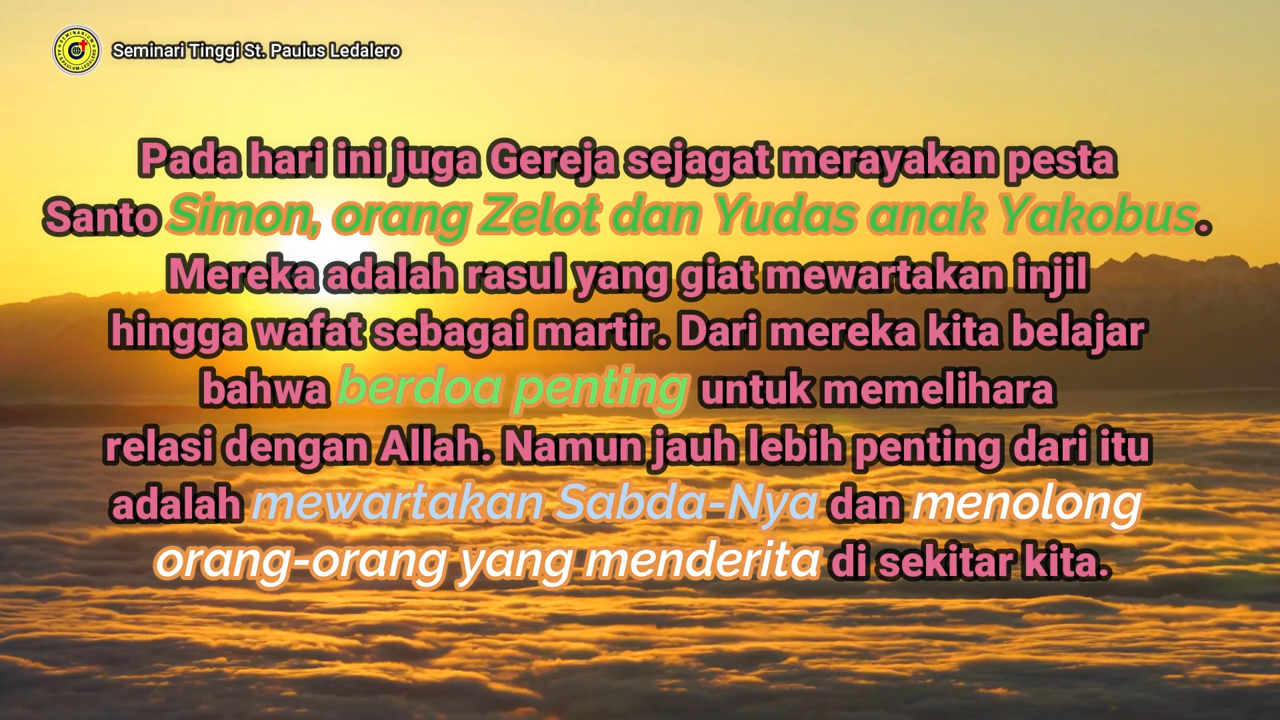 Seminari Tinggi St. Paulus Ledalero
Pada hari ini juga Gereja sejagat merayakan pesta
Santo Simon, orang Zelot dan Yudas anak Yakobus.
Mereka adalah rasul yang giat mewartakan injil
hingga wafat sebagai martir. Dari mereka kita belajar
bahwa berdoa penting untuk memelihara
relasi dengan Allah. Namun jauh lebih penting dari itu
adalah mewartakan Sabda-Nya dan menolong
orang-orang yang menderita di sekitar kita.